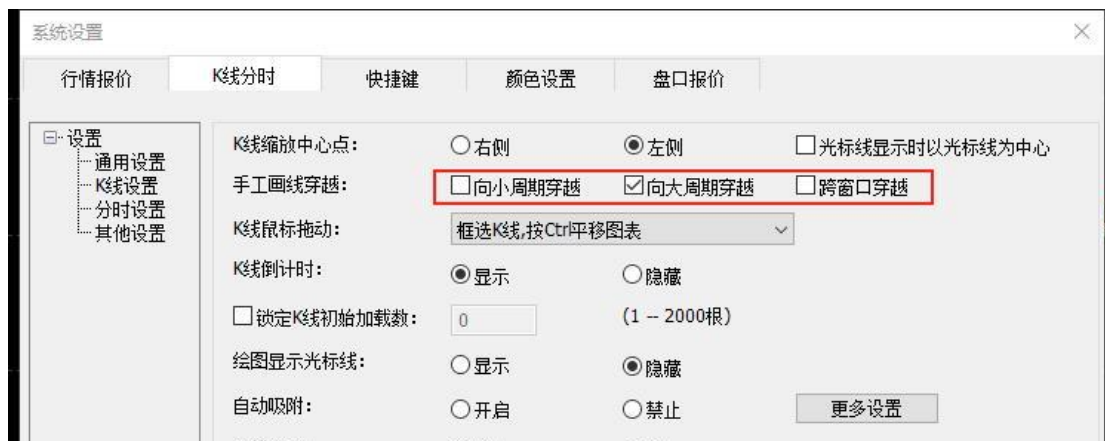 系统设置
行情报价 K线分时 快捷键 颜色设置 盘口报价
设置
通用设置
K线设置
分时设置
其他设置
K线缩放中心点： 右侧 左侧 光标线显示时以光标线为中心
手工画线穿越： 向小周期穿越 向大周期穿越 跨窗口穿越
K线鼠标拖动： 框选K线,按Ctrl平移图表
K线倒计时： 显示 隐藏
锁定K线初始加载数： 0 (1 -- 2000根)
绘图显示光标线： 显示 隐藏
自动吸附： 开启 禁止 更多设置